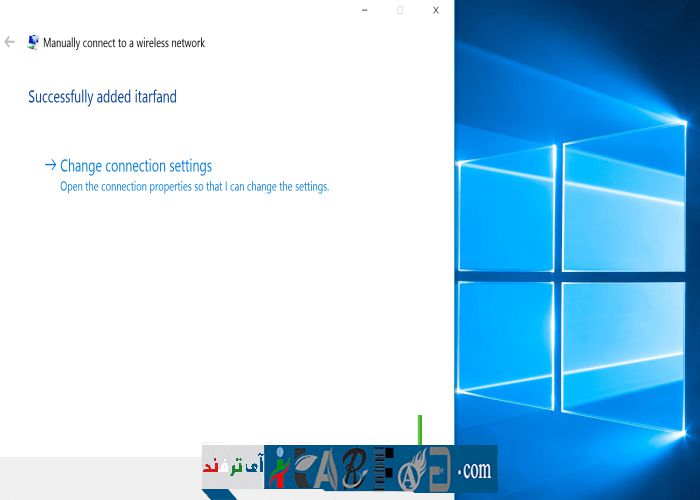 Manually connect to a wireless network
Successfully added itarfand
Change connection settings
Open the connection properties so that I can change the settings.
آی ترفند
iTARFAND.com